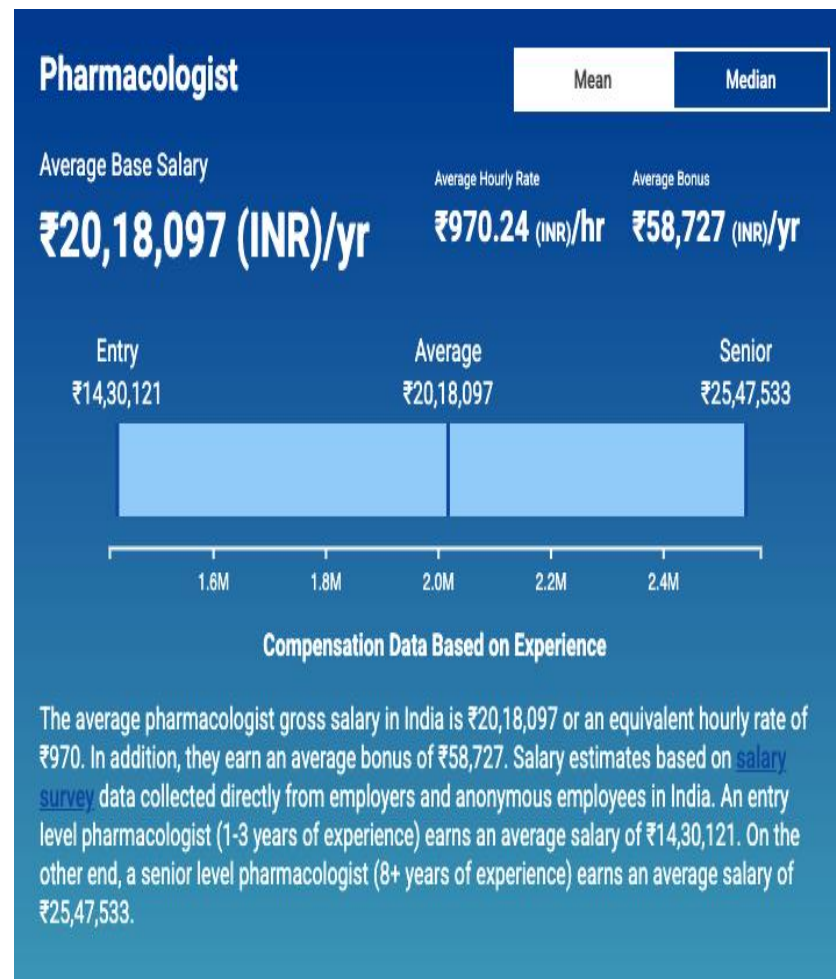 Pharmacologist
Mean
Median
Average Base Salary
₹20,18,097 (INR)/yr
Average Hourly Rate
₹970.24 (INR)/hr
Average Bonus
₹58,727 (INR)/yr
Entry
₹14,30,121
Average
₹20,18,097
Senior
₹25,47,533
1.6M 1.8M 2.0M 2.2M 2.4M
Compensation Data Based on Experience
The average pharmacologist gross salary in India is ₹20,18,097 or an equivalent hourly rate of
₹970. In addition, they earn an average bonus of ₹58,727. Salary estimates based on salary
survey data collected directly from employers and anonymous employees in India. An entry
level pharmacologist (1-3 years of experience) earns an average salary of ₹14,30,121. On the
other end, a senior level pharmacologist (8+ years of experience) earns an average salary of
₹25,47,533.